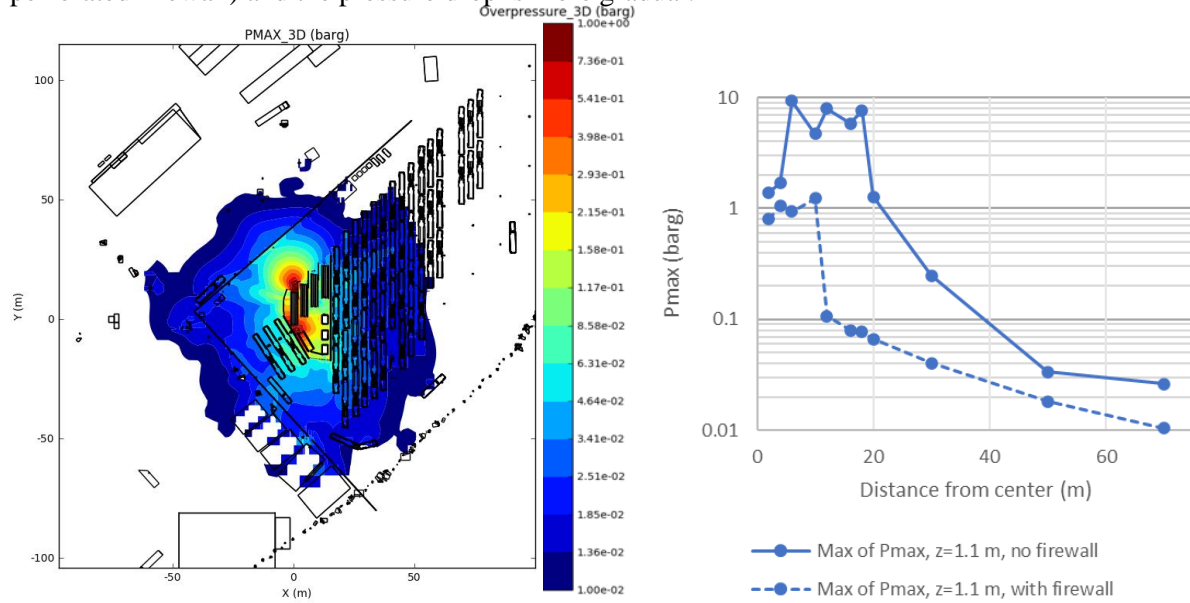 Overpressure_3D (barg)
PMAX_3D (barg)
1.00e+00
7.36e-01
5.41e-01
3.98e-01
2.93e-01
2.15e-01
1.58e-01
1.17e-01
8.58e-02
6.31e-02
4.64e-02
3.41e-02
2.51e-02
1.85e-02
1.36e-02
1.00e-02
100
50
0
-50
-100
Y (m)
-50
0
50
X (m)
10
1
0.1
0.01
Pmax (barg)
0
20
40
60
Distance from center (m)
Max of Pmax, z=1.1 m, no firewall
Max of Pmax, z=1.1 m, with firewall